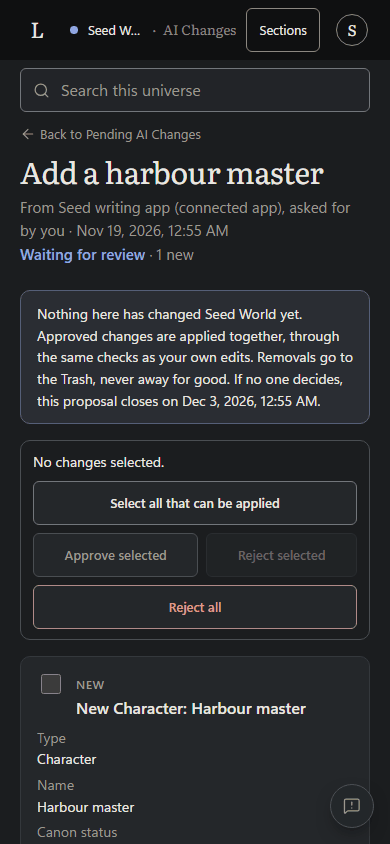 L
Seed W... · AI Changes
Sections
S
Search this universe
← Back to Pending AI Changes
Add a harbour master
From Seed writing app (connected app), asked for
by you · Nov 19, 2026, 12:55 AM
Waiting for review · 1 new
Nothing here has changed Seed World yet.
Approved changes are applied together, through
the same checks as your own edits. Removals go to
the Trash, never away for good. If no one decides,
this proposal closes on Dec 3, 2026, 12:55 AM.
No changes selected.
Select all that can be applied
Approve selected
Reject selected
Reject all
NEW
New Character: Harbour master
Type
Character
Name
Harbour master
Canon status